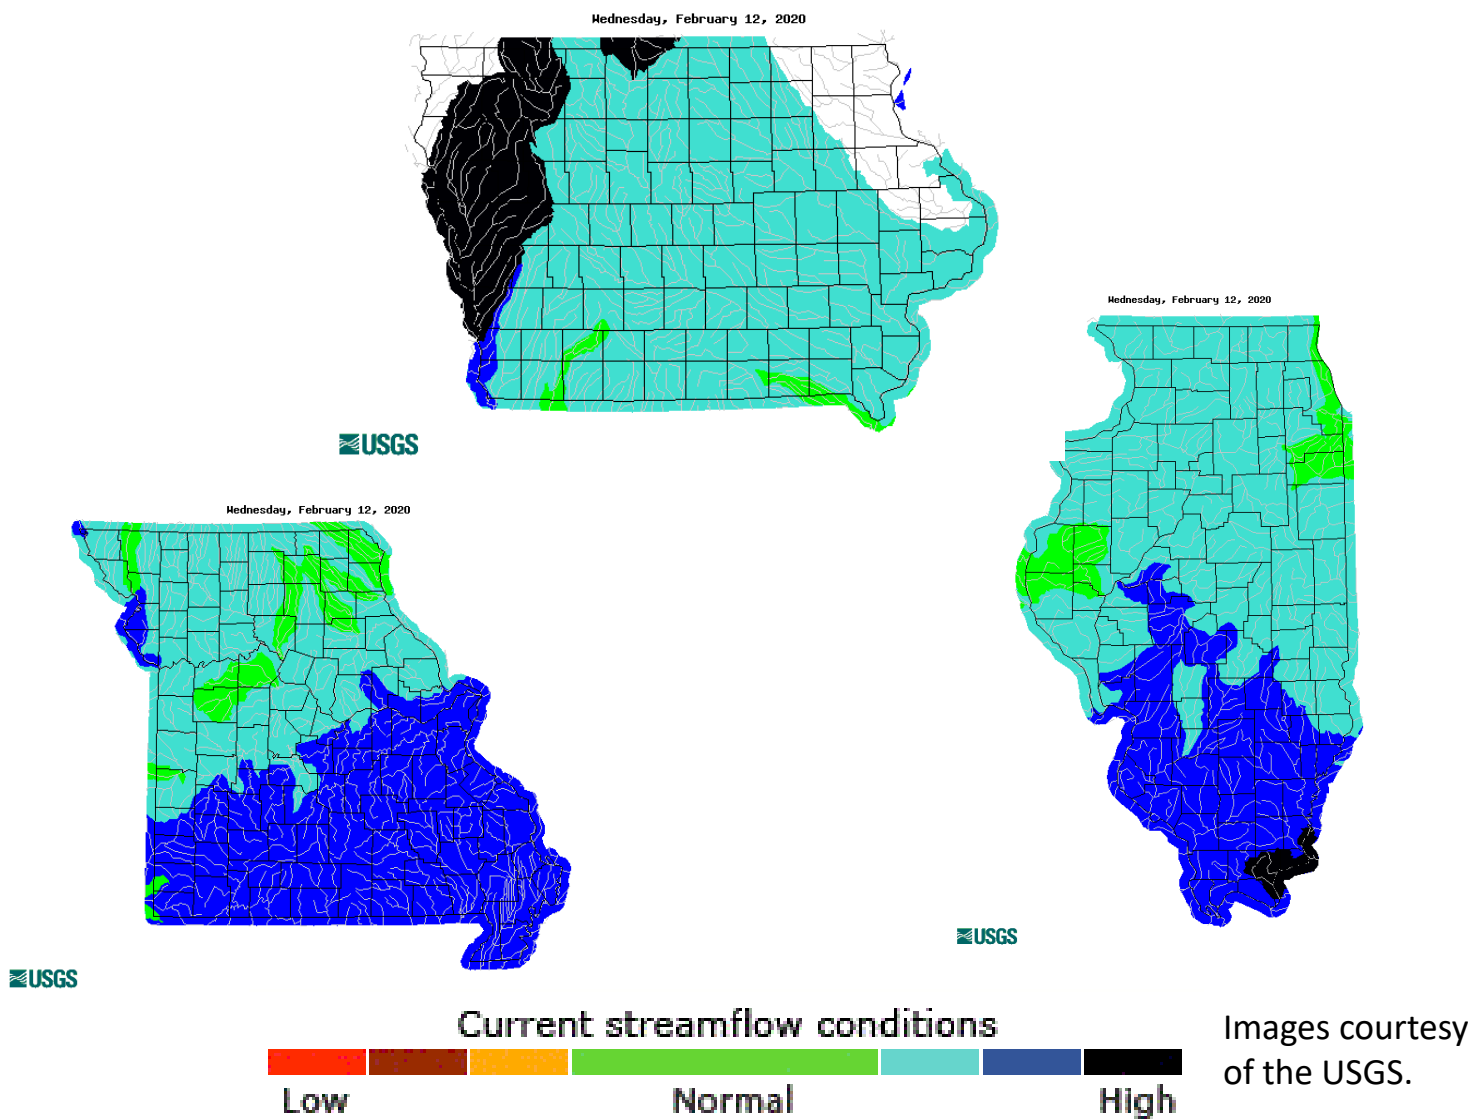 Wednesday, February 12, 2020
Wednesday, February 12, 2020
USGS
Wednesday, February 12, 2020
USGS
USGS
Current streamflow conditions
Low Normal High
Images courtesy
of the USGS.